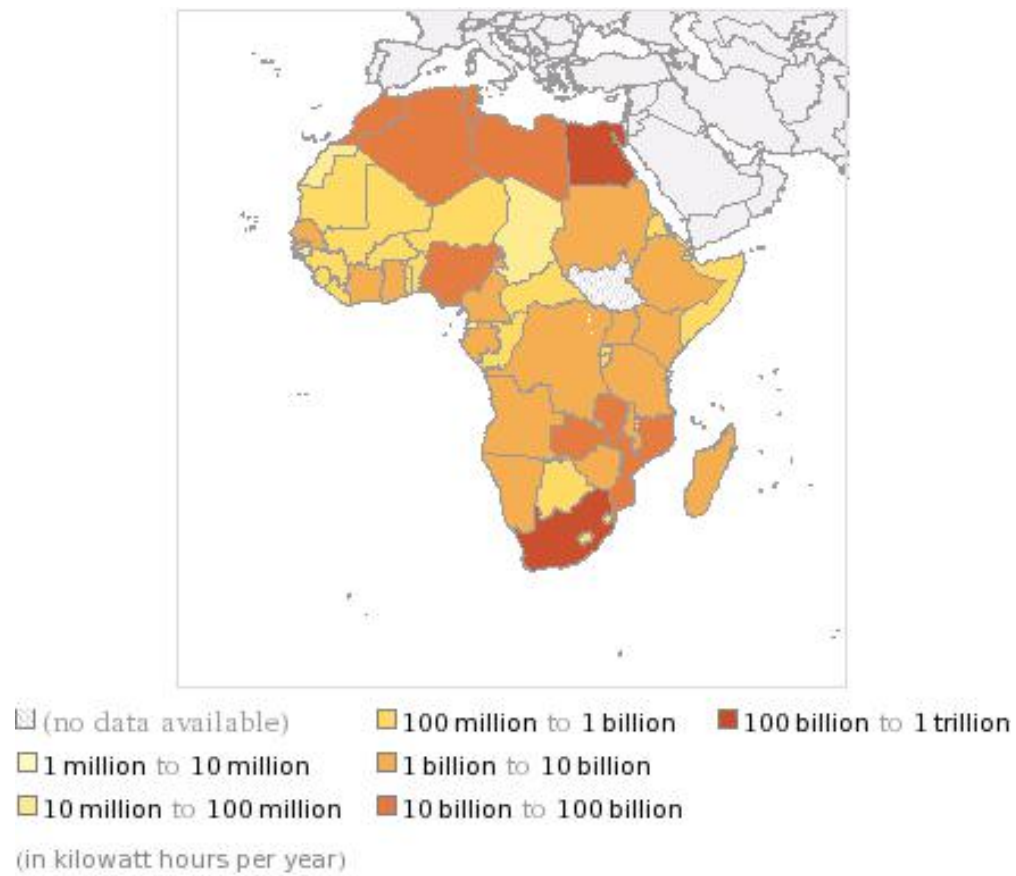 (no data available)
100 million to 1 billion
100 billion to 1 trillion
1 million to 10 million
1 billion to 10 billion
10 million to 100 million
10 billion to 100 billion
(in kilowatt hours per year)